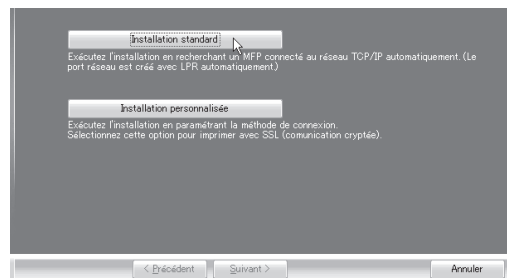 Installation standard
Exécutez l'installation en recherchant un MFP connecté au réseau TCP/IP automatiquement. (Le
port réseau est créé avec LPR automatiquement.)
Installation personnalisée
Exécutez l'installation en paramétrant la méthode de connexion.
Sélectionnez cette option pour imprimer avec SSL (comunication cryptée).
< Précédent
Suivant >
Annuler